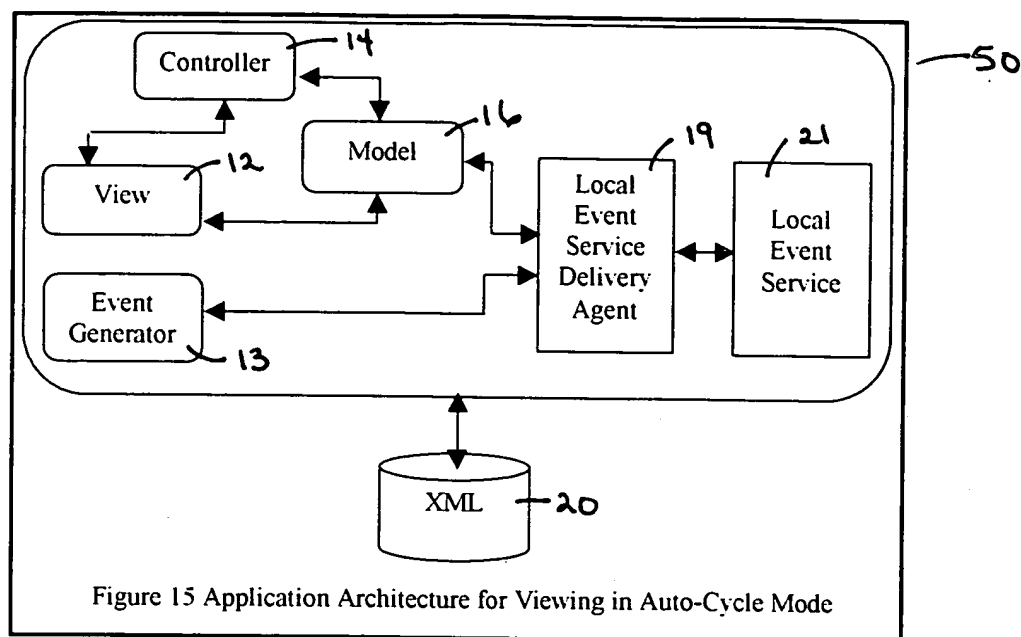 14
Controller
50
16
Model
12
View
19
21
Local
Event
Service
Delivery
Agent
Local
Event
Service
Event
Generator
13
XML
20
Figure 15 Application Architecture for Viewing in Auto-Cycle Mode